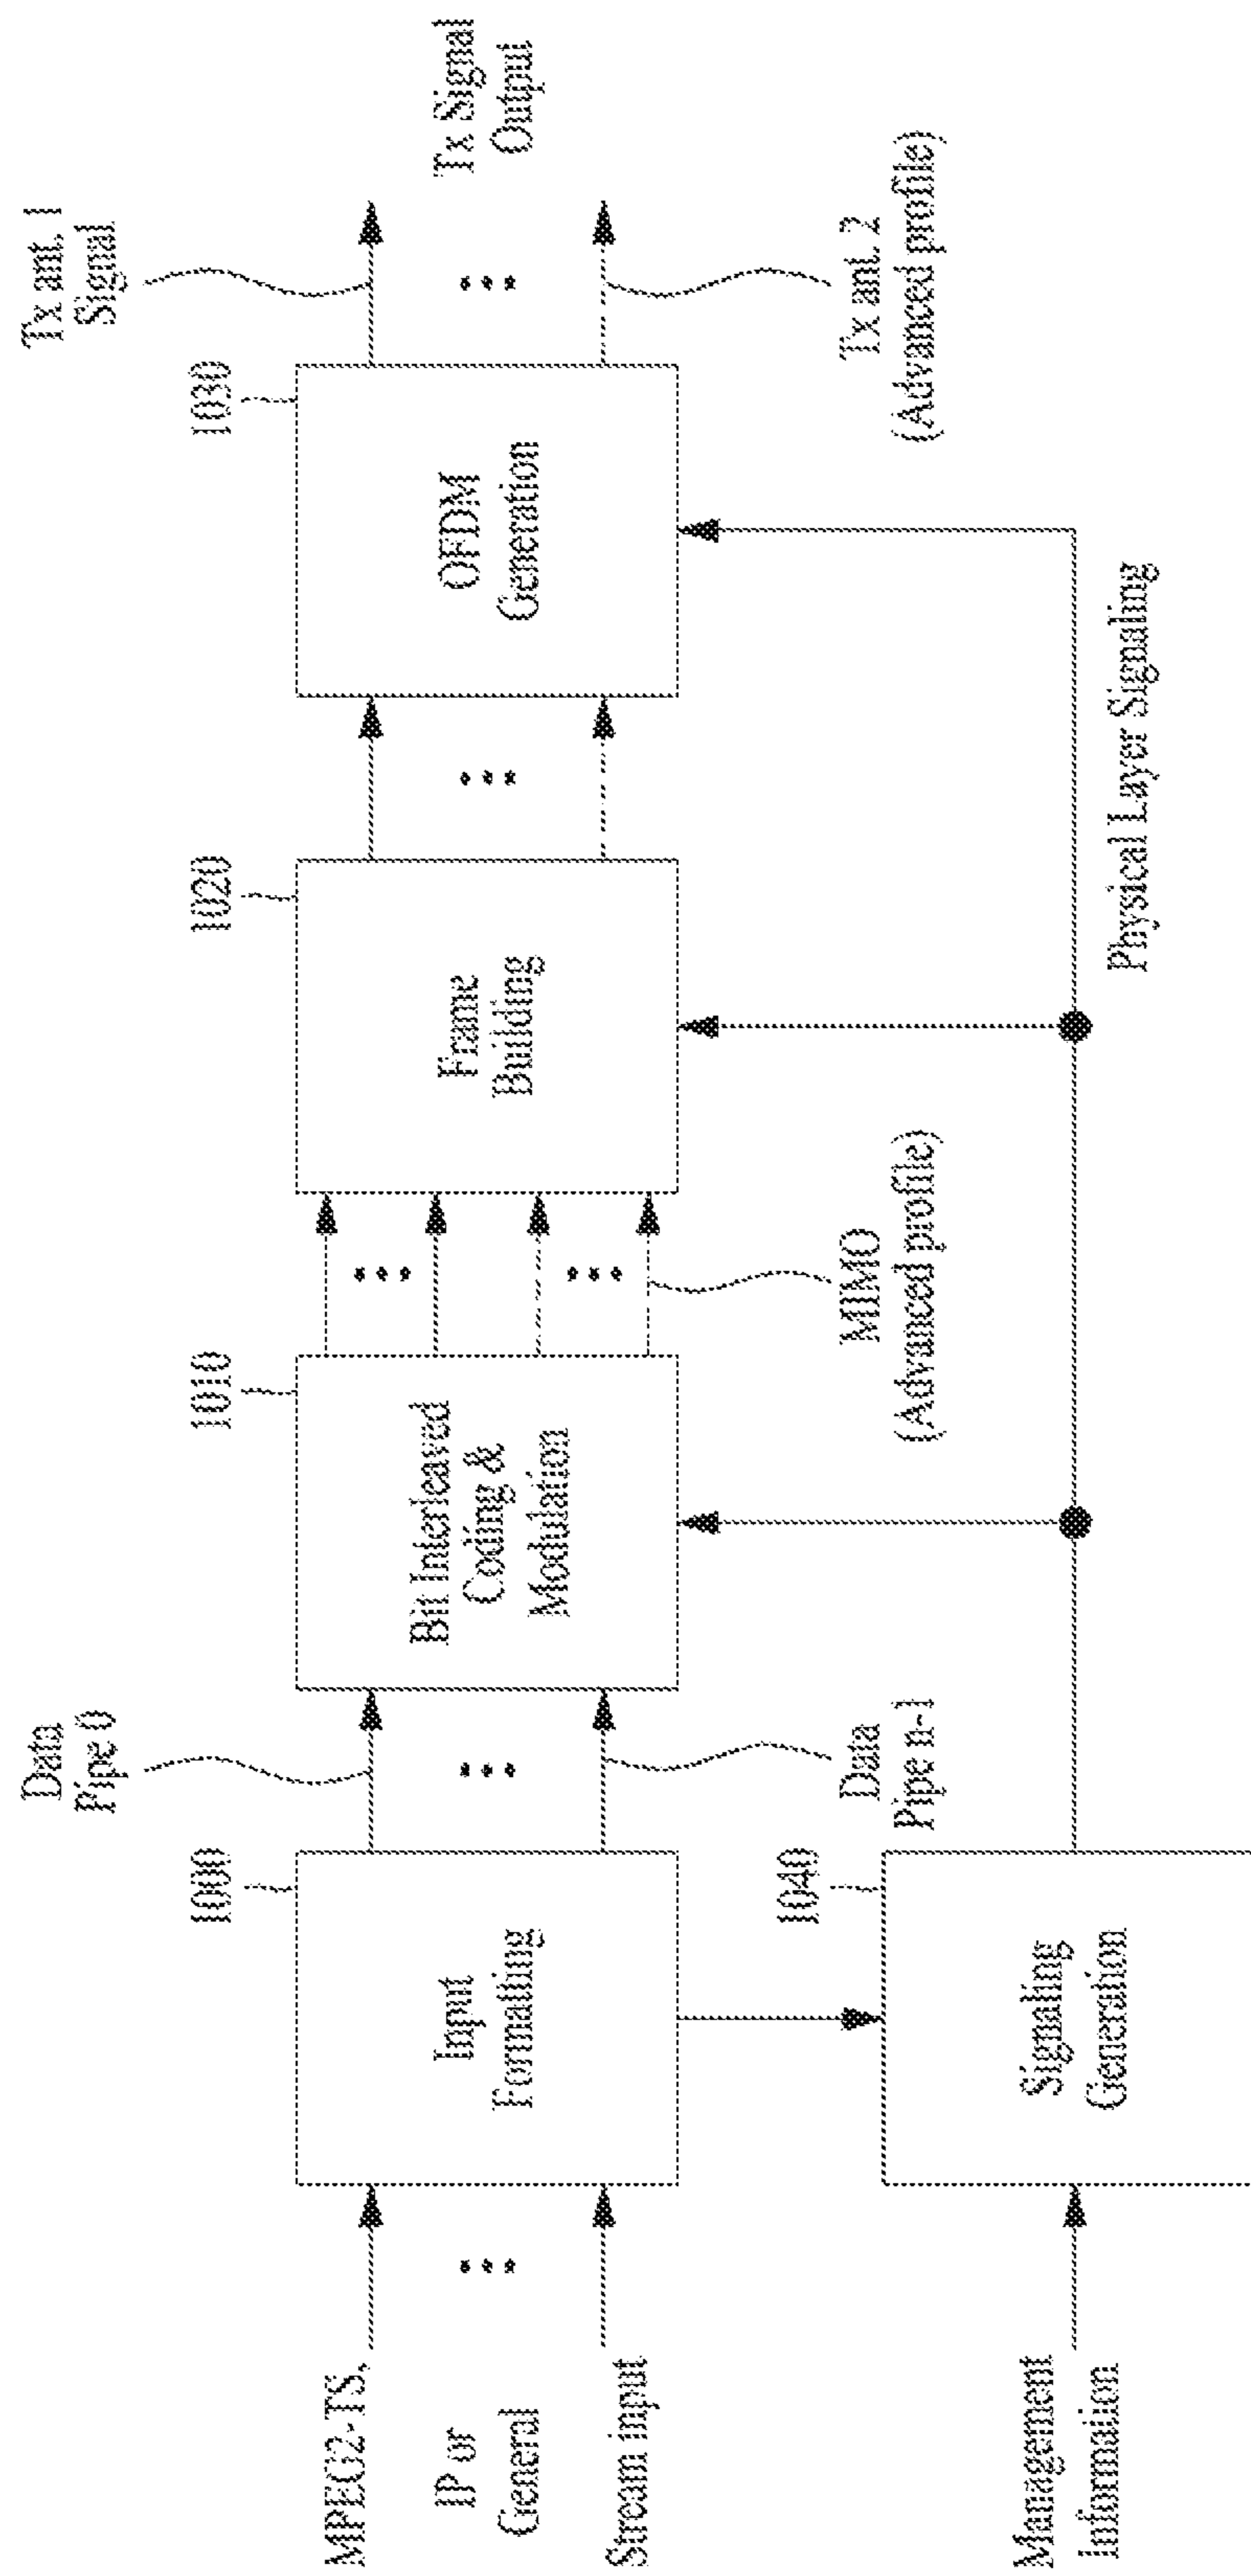 MPEG2-TS,
IP or
General
Stream input
1000
Input
Formatting
Data
Pipe 0
Data
Pipe n-1
1010
Bit Interleaved
Coding &
Modulation
MIMO
(Advanced profile)
1020
Frame
Building
1030
OFDM
Generation
Tx ant. 1
Signal
Tx Signal
Output
Tx ant. 2
(Advanced profile)
Management
Information
1040
Signaling
Generation
Physical Layer Signaling